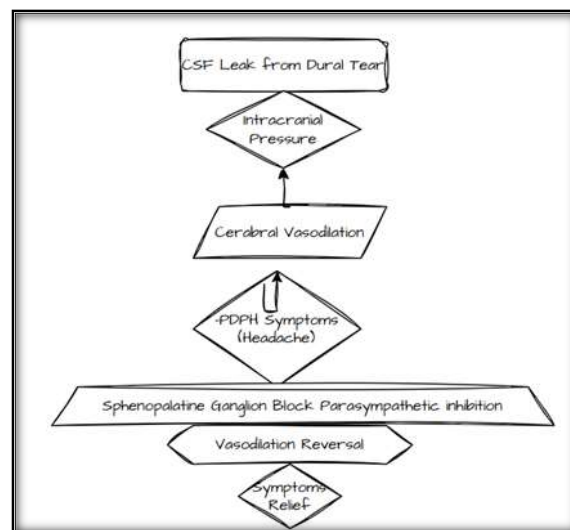 CSF Leak from Dural Tear
Intracranial
Pressure
Cerabral Vasodilation
-PDPH Symptoms
(Headache)
Sphenopalatine Ganglion Block Parasympathetic inhibition
Vasodilation Reversal
Symptoms
Relief